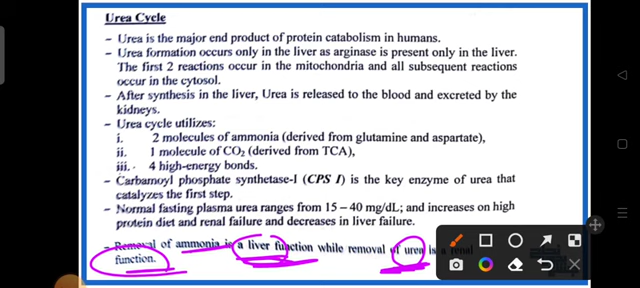 Urea Cycle
- Urea is the major end product of protein catabolism in humans.
- Urea formation occurs only in the liver as arginase is present only in the liver.
The first 2 reactions occur in the mitochondria and all subsequent reactions
occur in the cytosol.
- After synthesis in the liver, Urea is released to the blood and excreted by the
kidneys.
- Urea cycle utilizes:
i. 2 molecules of ammonia (derived from glutamine and aspartate),
ii. 1 molecule of CO2 (derived from TCA),
iii. 4 high-energy bonds.
- Carbamoyl phosphate synthetase-I (CPS I) is the key enzyme of urea that
catalyzes the first step.
- Normal fasting plasma urea ranges from 15 – 40 mg/dL; and increases on high
protein diet and renal failure and decreases in liver failure.
- Removal of ammonia is a liver function while removal of urea is a renal
function.